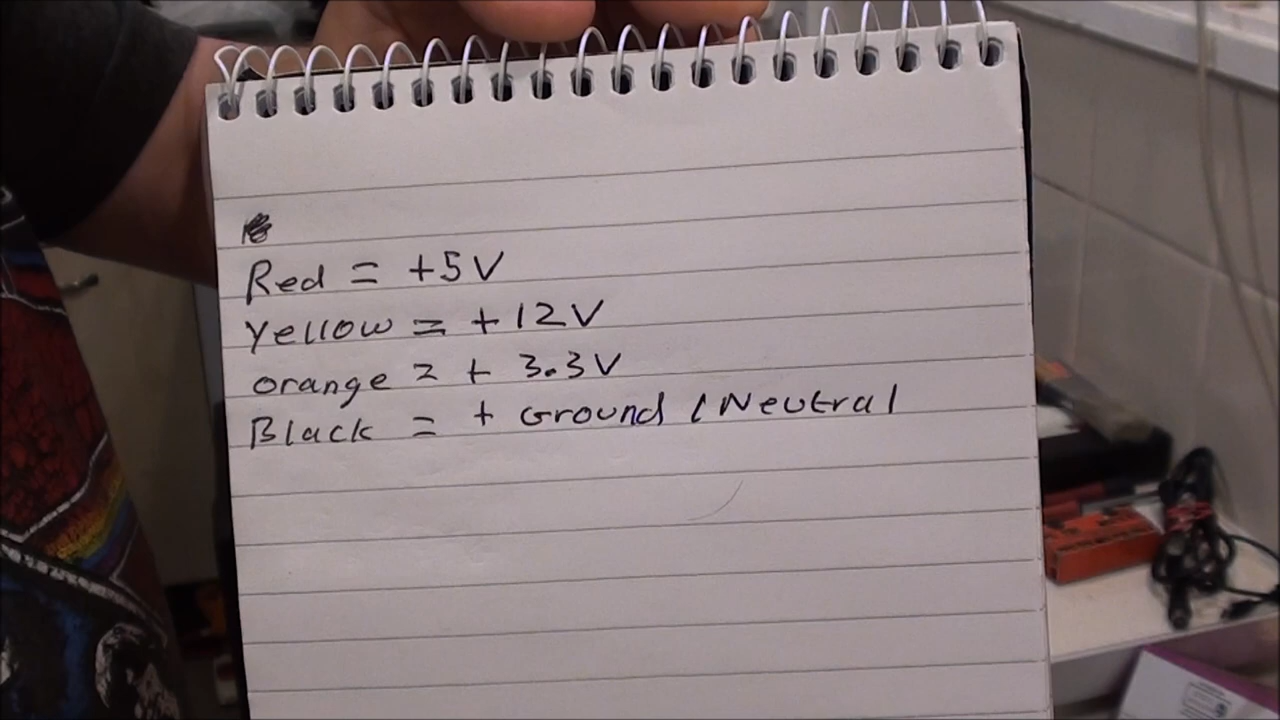 Red = +5V
Yellow = +12V
orange = + 3.3V
Black = + Ground / Neutral